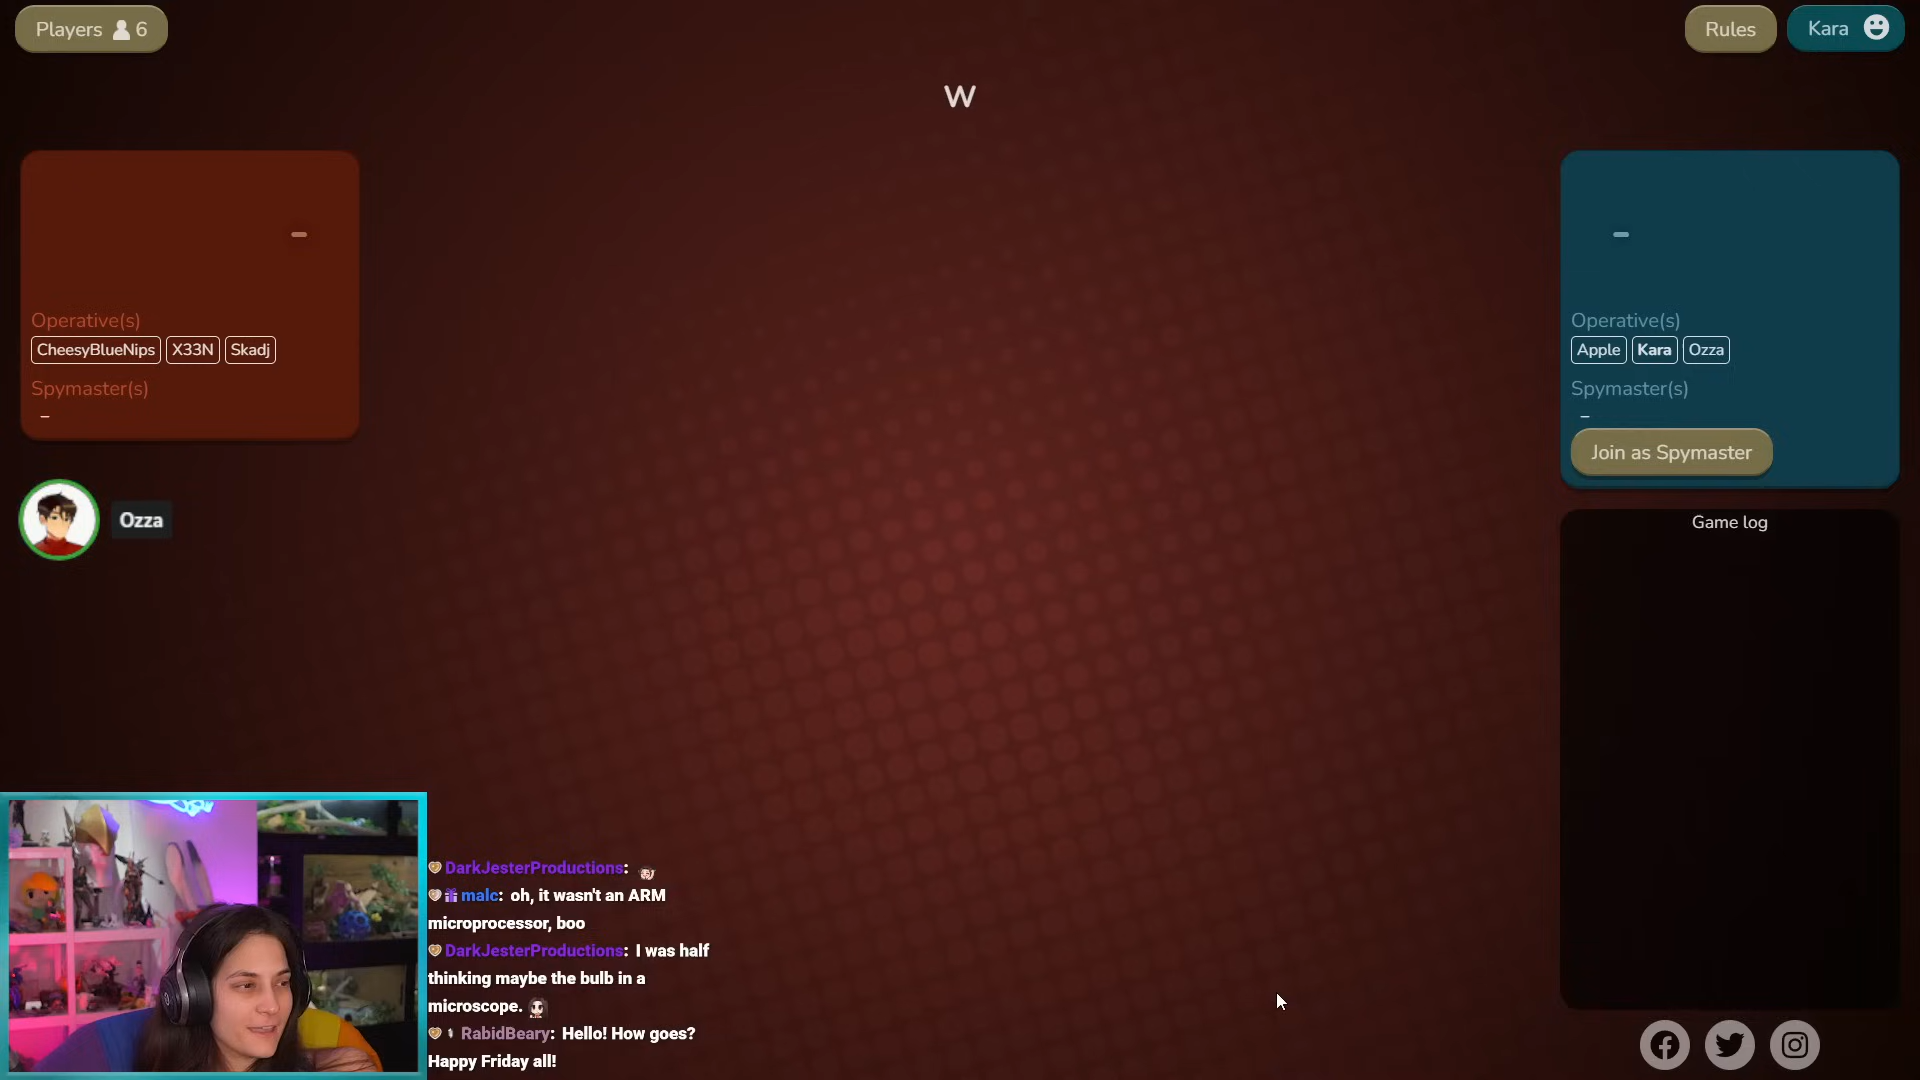 Players 6
Rules
Kara
W
-
-
Operative(s)
CheesyBlueNips X33N Skadj
Spymaster(s)
–
Operative(s)
Apple Kara Ozza
Spymaster(s)
–
Join as Spymaster
Ozza
Game log
DarkJesterProductions:
malc: oh, it wasn't an ARM
microprocessor, boo
DarkJesterProductions: I was half
thinking maybe the bulb in a
microscope.
RabidBeary: Hello! How goes?
Happy Friday all!